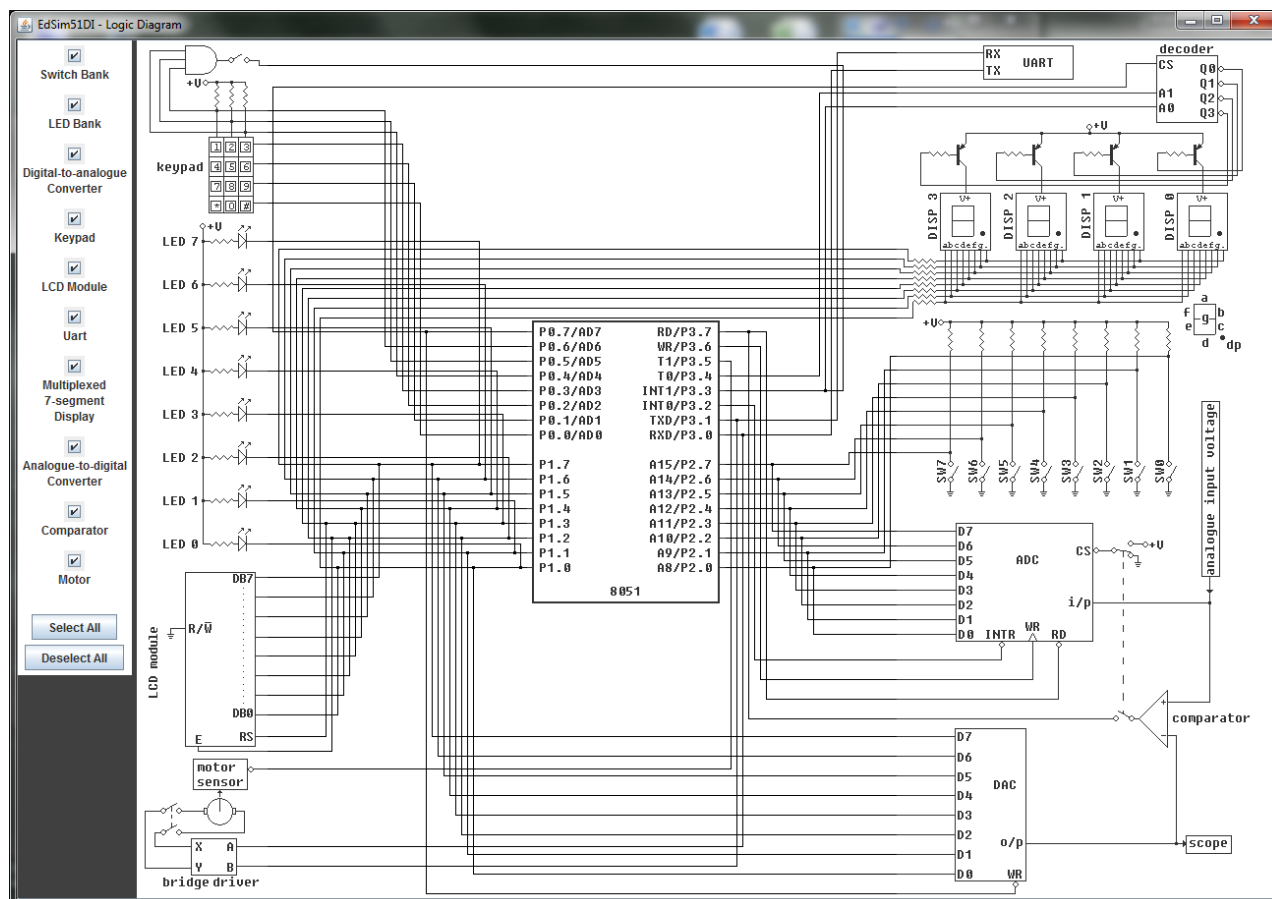 EdSim51DI - Logic Diagram
Switch Bank
LED Bank
Digital-to-analogue
Converter
Keypad
LCD Module
Uart
Multiplexed
7-segment
Display
Analogue-to-digital
Converter
Comparator
Motor
Select All
Deselect All
+V
keypad
1 2 3
4 5 6
7 8 9
* 0 #
+V
LED 7
LED 6
LED 5
LED 4
LED 3
LED 2
LED 1
LED 0
LCD module
DB7
R/W̅
DB0
E RS
motor
sensor
X A
Y B
bridge driver
P0.7/AD7 RD/P3.7
P0.6/AD6 WR/P3.6
P0.5/AD5 T1/P3.5
P0.4/AD4 T0/P3.4
P0.3/AD3 INT1/P3.3
P0.2/AD2 INT0/P3.2
P0.1/AD1 TXD/P3.1
P0.0/AD0 RXD/P3.0
P1.7 A15/P2.7
P1.6 A14/P2.6
P1.5 A13/P2.5
P1.4 A12/P2.4
P1.3 A11/P2.3
P1.2 A10/P2.2
P1.1 A9/P2.1
P1.0 A8/P2.0
8051
RX
TX
UART
decoder
CS Q0
Q1
A1 Q2
A0 Q3
+V
DISP 3
V+
abcdefg.
DISP 2
V+
abcdefg.
DISP 1
V+
abcdefg.
DISP 0
V+
abcdefg.
a
f b
g
e c
d dp
+V
SW7
SW6
SW5
SW4
SW3
SW2
SW1
SW0
analogue input voltage
D7
D6
D5
D4
D3
D2
D1
D0
ADC
CS
+V
i/p
INTR WR RD
+
-
comparator
D7
D6
D5
D4
D3
D2
D1
D0
DAC
o/p
WR
scope